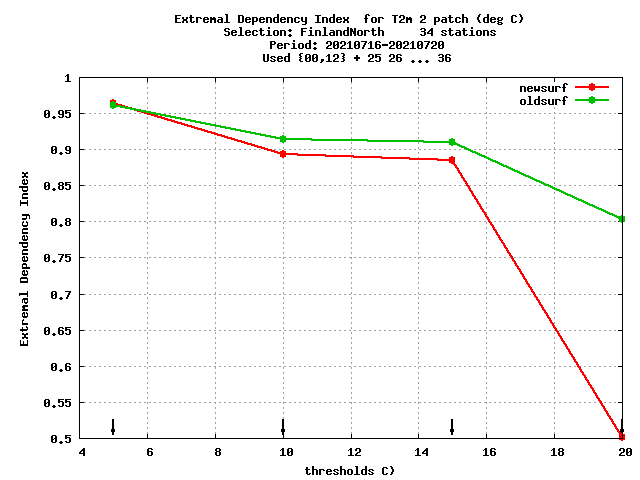 Extremal Dependency Index  for T2m 2 patch (deg C)
Selection: FinlandNorth     34 stations
Period: 20210716-20210720
Used {00,12} + 25 26 ... 36
newsurf
oldsurf
Extremal Dependency Index
1
0.95
0.9
0.85
0.8
0.75
0.7
0.65
0.6
0.55
0.5
4 6 8 10 12 14 16 18 20
thresholds C)